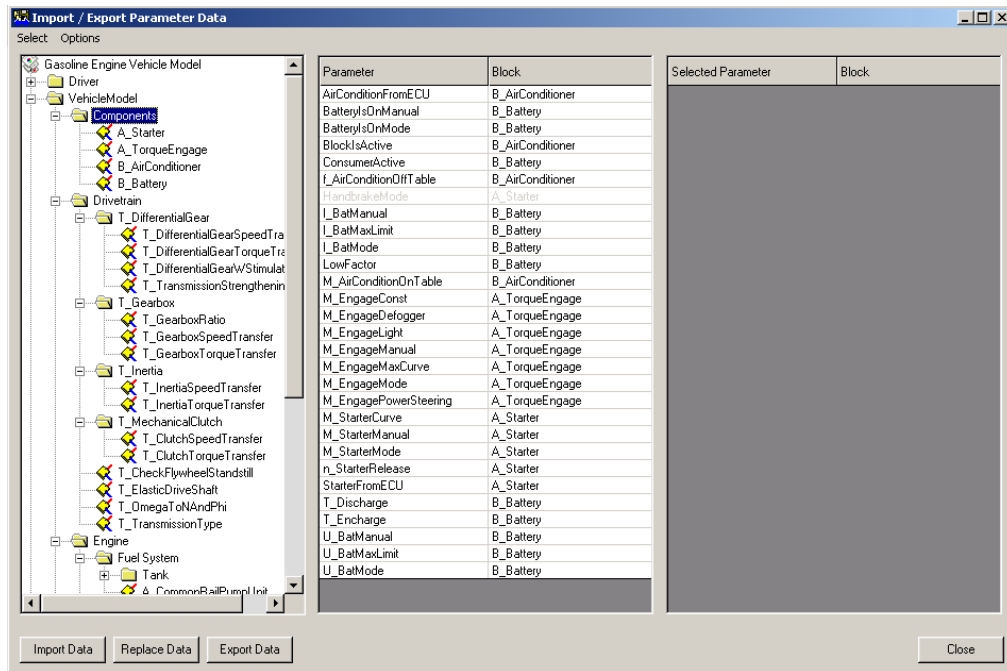 Import / Export Parameter Data
Select Options
Gasoline Engine Vehicle Model
Driver
VehicleModel
Components
A_Starter
A_TorqueEngage
B_AirConditioner
B_Battery
Drivetrain
T_DifferentialGear
T_DifferentialGearSpeedTra
T_DifferentialGearTorqueTra
T_DifferentialGearWStimulat
T_TransmissionStrengthenin
T_Gearbox
T_GearboxRatio
T_GearboxSpeedTransfer
T_GearboxTorqueTransfer
T_Inertia
T_InertiaSpeedTransfer
T_InertiaTorqueTransfer
T_MechanicalClutch
T_ClutchSpeedTransfer
T_ClutchTorqueTransfer
T_CheckFlywheelStandstill
T_ElasticDriveShaft
T_OmegaToNAndPhi
T_TransmissionType
Engine
Fuel System
Tank
A_CommonRailPumpUnit
Parameter Block
AirConditionFromECU B_AirConditioner
BatteryIsOnManual B_Battery
BatteryIsOnMode B_Battery
BlockIsActive B_AirConditioner
ConsumerActive B_Battery
f_AirConditionOffTable B_AirConditioner
HandbrakeMode A_Starter
I_BatManual B_Battery
I_BatMaxLimit B_Battery
I_BatMode B_Battery
LowFactor B_Battery
M_AirConditionOnTable B_AirConditioner
M_EngageConst A_TorqueEngage
M_EngageDefogger A_TorqueEngage
M_EngageLight A_TorqueEngage
M_EngageManual A_TorqueEngage
M_EngageMaxCurve A_TorqueEngage
M_EngageMode A_TorqueEngage
M_EngagePowerSteering A_TorqueEngage
M_StarterCurve A_Starter
M_StarterManual A_Starter
M_StarterMode A_Starter
n_StarterRelease A_Starter
StarterFromECU A_Starter
T_Discharge B_Battery
T_Encharge B_Battery
U_BatManual B_Battery
U_BatMaxLimit B_Battery
U_BatMode B_Battery
Selected Parameter Block
Import Data Replace Data Export Data Close